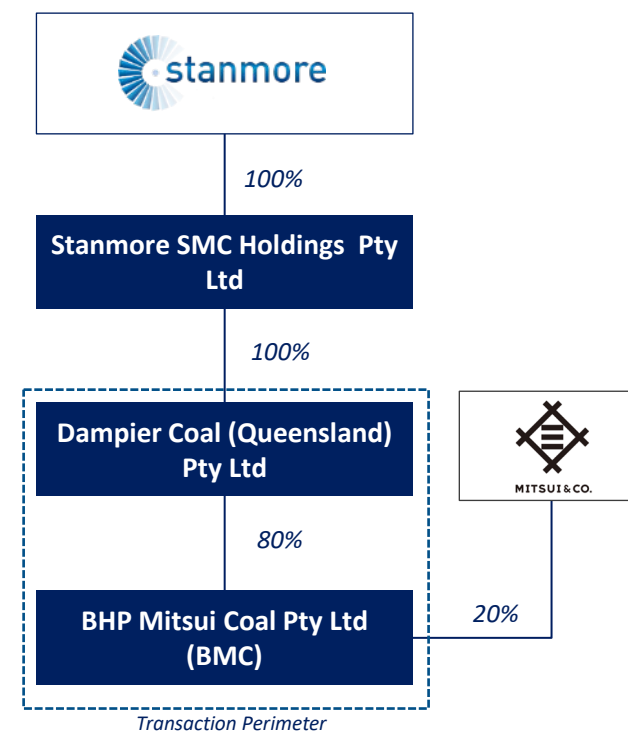 stanmore
100%
Stanmore SMC Holdings Pty
Ltd
100%
Dampier Coal (Queensland)
Pty Ltd
MITSUI & CO.
80%
BHP Mitsui Coal Pty Ltd
(BMC)
20%
Transaction Perimeter